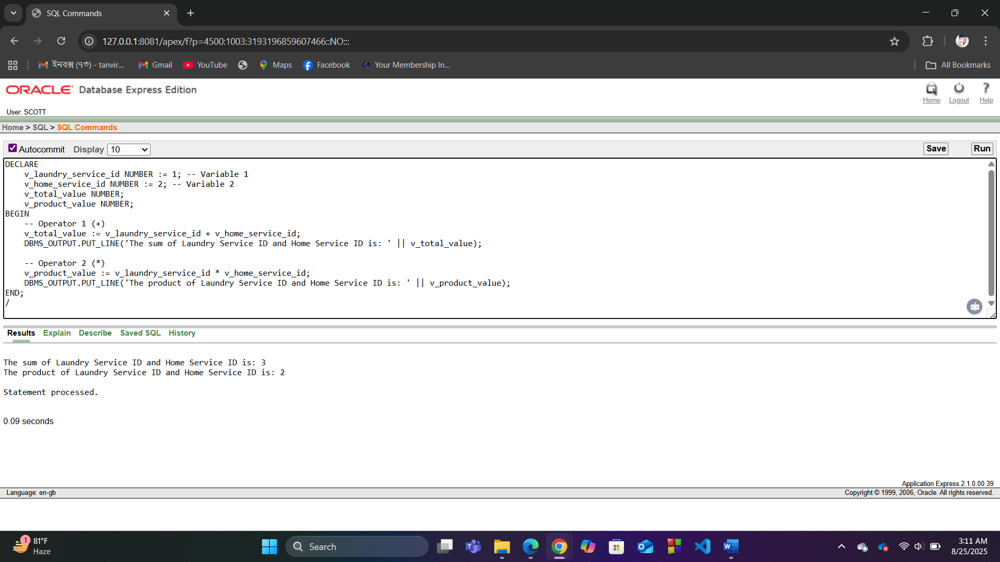 SQL Commands
127.0.0.1:8081/apex/f?p=4500:1003:3193196859607466::NO:::
ইনবক্স (৭৩) - tanvir...
Gmail
YouTube
Maps
Facebook
Your Membership In...
All Bookmarks
ORACLE Database Express Edition
Home
Logout
? Help
User: SCOTT
Home > SQL > SQL Commands
Autocommit Display 10
Save
Run
DECLARE
    v_laundry_service_id NUMBER := 1; -- Variable 1
    v_home_service_id NUMBER := 2; -- Variable 2
    v_total_value NUMBER;
    v_product_value NUMBER;
BEGIN
    -- Operator 1 (+)
    v_total_value := v_laundry_service_id + v_home_service_id;
    DBMS_OUTPUT.PUT_LINE('The sum of Laundry Service ID and Home Service ID is: ' || v_total_value);
    -- Operator 2 (*)
    v_product_value := v_laundry_service_id * v_home_service_id;
    DBMS_OUTPUT.PUT_LINE('The product of Laundry Service ID and Home Service ID is: ' || v_product_value);
END;
/
Results Explain Describe Saved SQL History
The sum of Laundry Service ID and Home Service ID is: 3
The product of Laundry Service ID and Home Service ID is: 2
Statement processed.
0.09 seconds
Application Express 2.1.0.00.39
Language: en-gb
Copyright © 1999, 2006, Oracle. All rights reserved.
1
81°F
Haze
Search
3:11 AM
8/25/2025